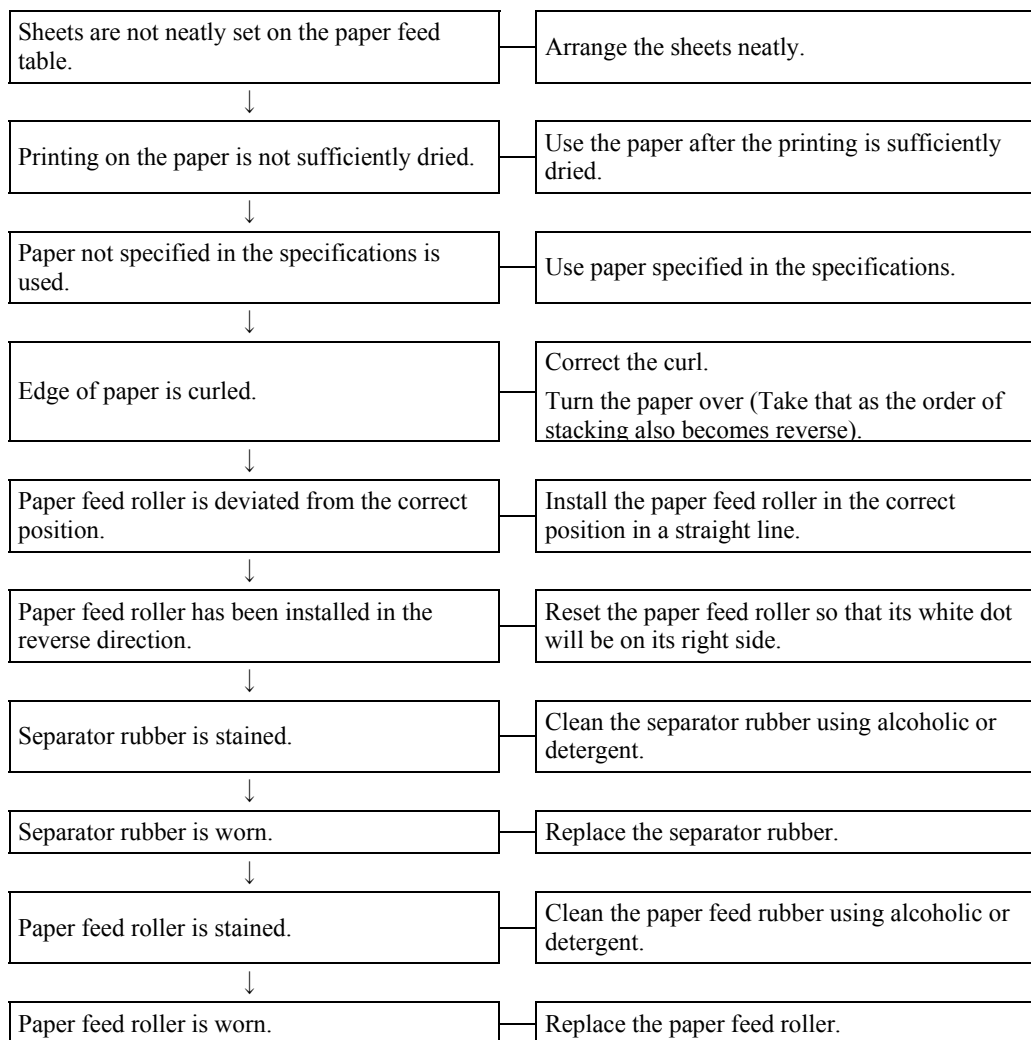 Sheets are not neatly set on the paper feed
table.
Arrange the sheets neatly.
↓
Printing on the paper is not sufficiently dried.
Use the paper after the printing is sufficiently
dried.
↓
Paper not specified in the specifications is
used.
Use paper specified in the specifications.
↓
Edge of paper is curled.
Correct the curl.
Turn the paper over (Take that as the order of
stacking also becomes reverse).
↓
Paper feed roller is deviated from the correct
position.
Install the paper feed roller in the correct
position in a straight line.
↓
Paper feed roller has been installed in the
reverse direction.
Reset the paper feed roller so that its white dot
will be on its right side.
↓
Separator rubber is stained.
Clean the separator rubber using alcoholic or
detergent.
↓
Separator rubber is worn.
Replace the separator rubber.
↓
Paper feed roller is stained.
Clean the paper feed rubber using alcoholic or
detergent.
↓
Paper feed roller is worn.
Replace the paper feed roller.